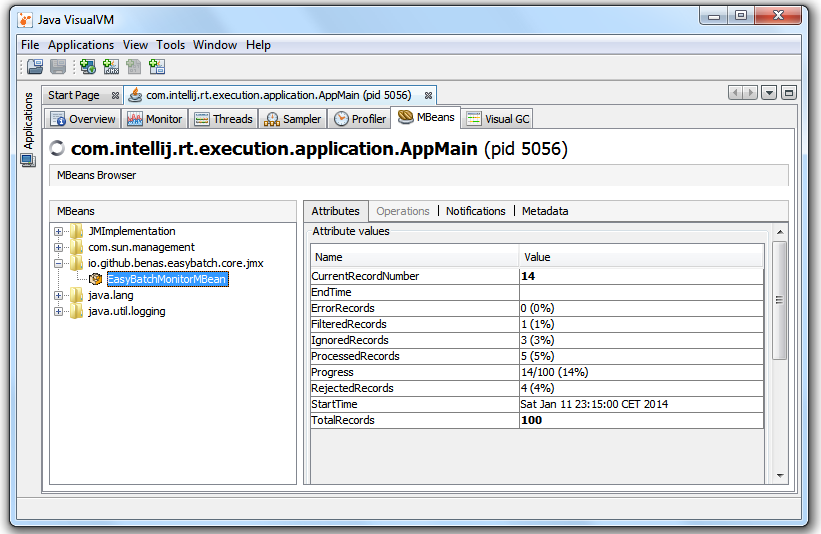 Java VisualVM
File Applications View Tools Window Help
Applications
Start Page com.intellij.rt.execution.application.AppMain (pid 5056)
Overview Monitor Threads Sampler Profiler MBeans Visual GC
com.intellij.rt.execution.application.AppMain (pid 5056)
MBeans Browser
MBeans
JMImplementation
com.sun.management
io.github.benas.easybatch.core.jmx
EasyBatchMonitorMBean
java.lang
java.util.logging
Attributes Operations Notifications Metadata
Attribute values
Name Value
CurrentRecordNumber 14
EndTime
ErrorRecords 0 (0%)
FilteredRecords 1 (1%)
IgnoredRecords 3 (3%)
ProcessedRecords 5 (5%)
Progress 14/100 (14%)
RejectedRecords 4 (4%)
StartTime Sat Jan 11 23:15:00 CET 2014
TotalRecords 100